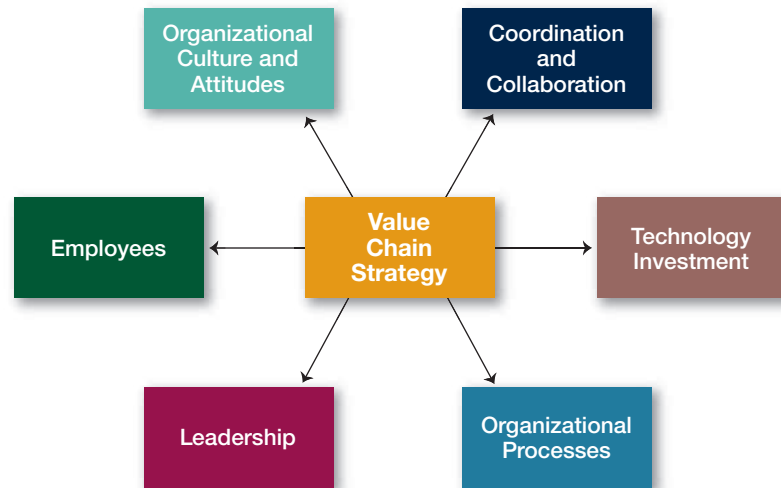 Organizational
Culture and
Attitudes
Coordination
and
Collaboration
Employees
Value
Chain
Strategy
Technology
Investment
Leadership
Organizational
Processes